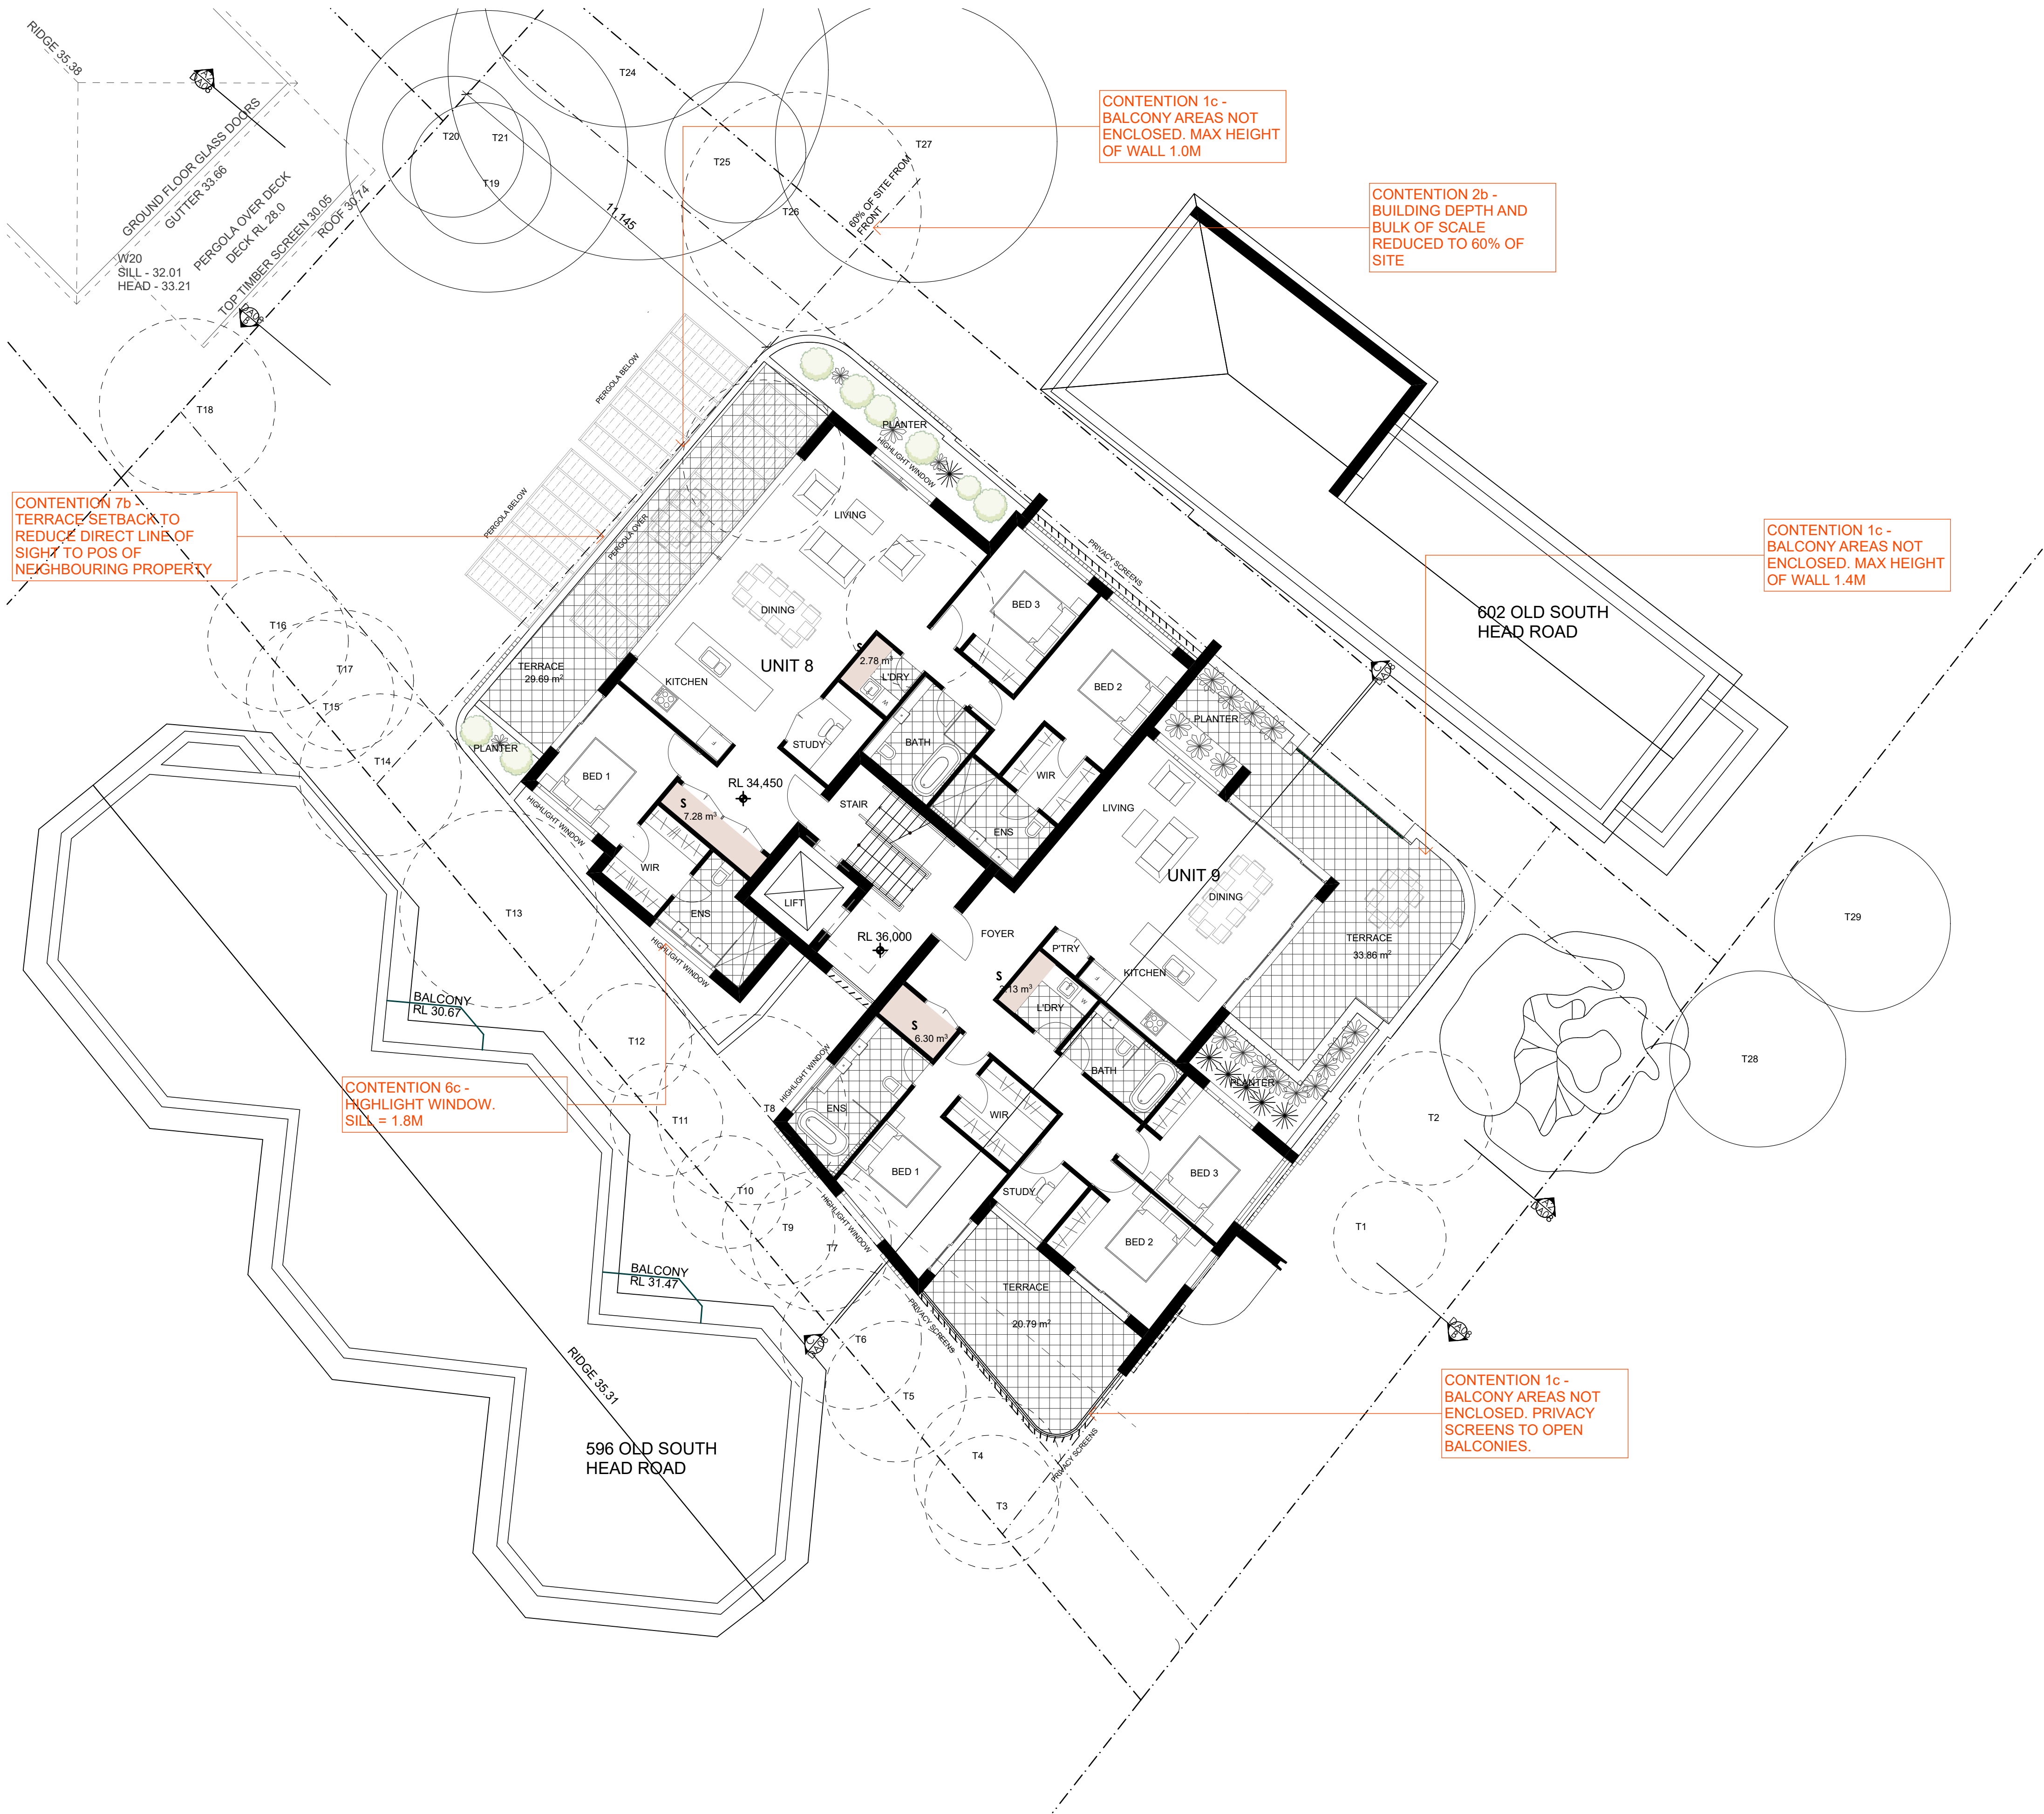 RIDGE 35.38
A
DA08
GROUND FLOOR GLASS DOORS
GUTTER 33.66
PERGOLA OVER DECK
DECK RL 28.0
TOP TIMBER SCREEN 30.05
ROOF 30.74
W20
SILL - 32.01
HEAD - 33.21
DA08
B
T24
T20
T21
T19
T25
T26
T27
11,145
60% OF SITE FROM
FRONT
CONTENTION 1c -
BALCONY AREAS NOT
ENCLOSED. MAX HEIGHT
OF WALL 1.0M
CONTENTION 2b -
BUILDING DEPTH AND
BULK OF SCALE
REDUCED TO 60% OF
SITE
T18
CONTENTION 7b -
TERRACE SETBACK TO
REDUCE DIRECT LINE OF
SIGHT TO POS OF
NEIGHBOURING PROPERTY
PERGOLA BELOW
PERGOLA BELOW
PERGOLA OVER
PLANTER
HIGHLIGHT WINDOW
LIVING
DINING
UNIT 8
KITCHEN
TERRACE
29.69 m²
PLANTER
BED 1
HIGHLIGHT WINDOW
S
2.78 m³
L'DRY
W
F
STUDY
BATH
BED 3
BED 2
PRIVACY SCREENS
WIR
ENS
RL 34,450
S
7.28 m³
STAIR
WIR
ENS
LIFT
HIGHLIGHT WINDOW
RL 36,000
CONTENTION 1c -
BALCONY AREAS NOT
ENCLOSED. MAX HEIGHT
OF WALL 1.4M
602 OLD SOUTH
HEAD ROAD
C
DA08
PLANTER
LIVING
UNIT 9
DINING
TERRACE
33.86 m²
FOYER
P'TRY
F
KITCHEN
S
L'DRY
W
BATH
PLANTER
S
6.30 m³
HIGHLIGHT WINDOW
ENS
WIR
BED 1
STUDY
BED 3
BED 2
HIGHLIGHT WINDOW
TERRACE
20.79 m²
PRIVACY SCREENS
PRIVACY SCREENS
T16
T17
T15
T14
T13
T12
T11
T8
T10
T9
T7
T6
T5
T4
T3
T29
T28
T2
T1
A
DA08
DA08
B
C
DA08
BALCONY
RL 30.67
CONTENTION 6c -
HIGHLIGHT WINDOW.
SILL = 1.8M
BALCONY
RL 31.47
RIDGE 35.31
596 OLD SOUTH
HEAD ROAD
CONTENTION 1c -
BALCONY AREAS NOT
ENCLOSED. PRIVACY
SCREENS TO OPEN
BALCONIES.